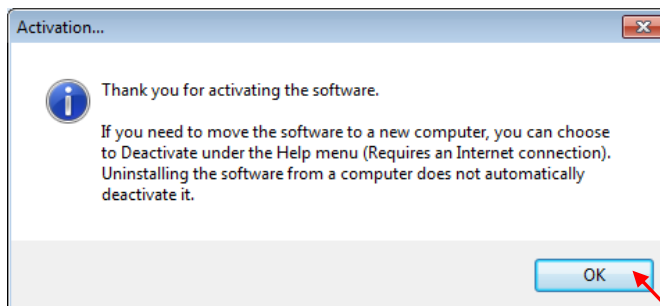 Activation...
Thank you for activating the software.
If you need to move the software to a new computer, you can choose
to Deactivate under the Help menu (Requires an Internet connection).
Uninstalling the software from a computer does not automatically
deactivate it.
OK